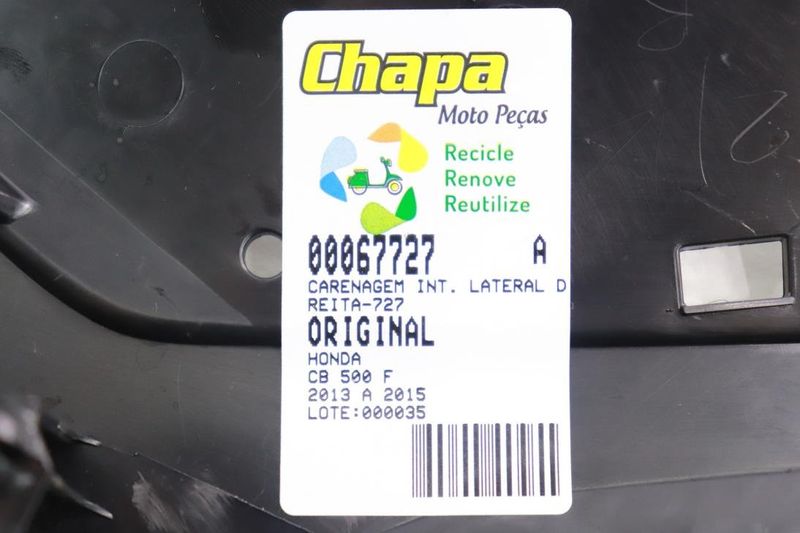 Chapa
Moto Peças
Recicle
Renove
Reutilize
00067727 A
CARENAGEM INT. LATERAL D
REITA-727
ORIGINAL
HONDA
CB 500 F
2013 A 2015
LOTE:000035